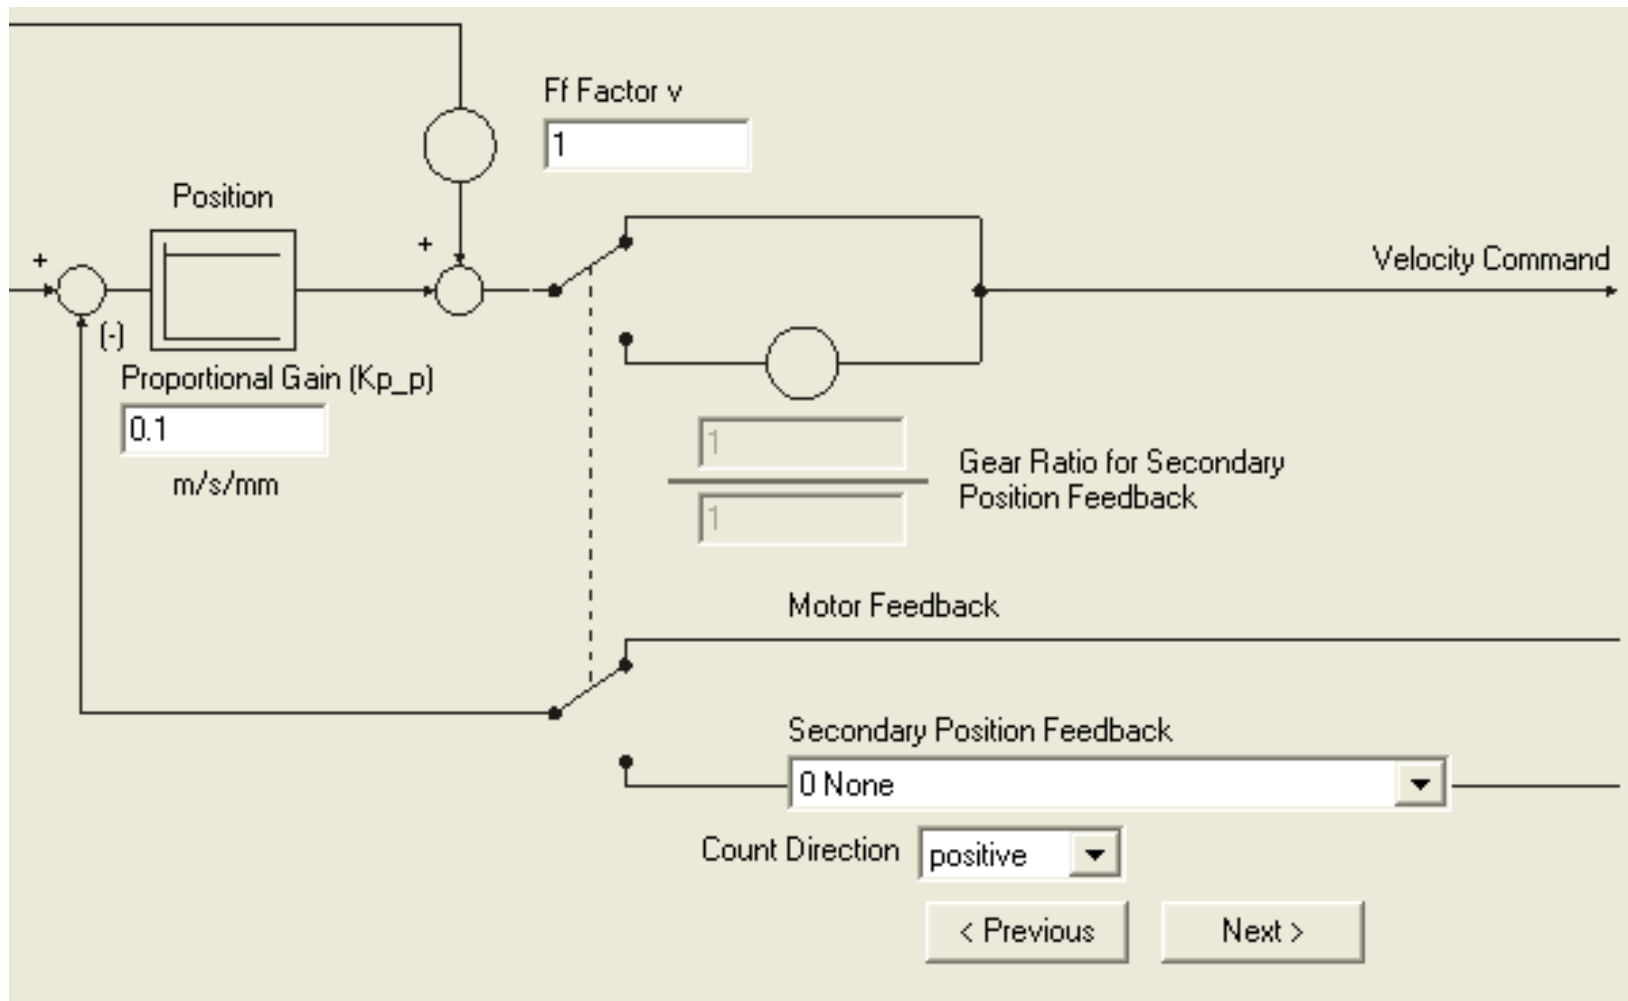 Ff Factor v
1
Position
+
+
Velocity Command
(-)
Proportional Gain (Kp_p)
0.1
m/s/mm
1
Gear Ratio for Secondary
Position Feedback
1
Motor Feedback
Secondary Position Feedback
0 None
Count Direction positive
< Previous Next >